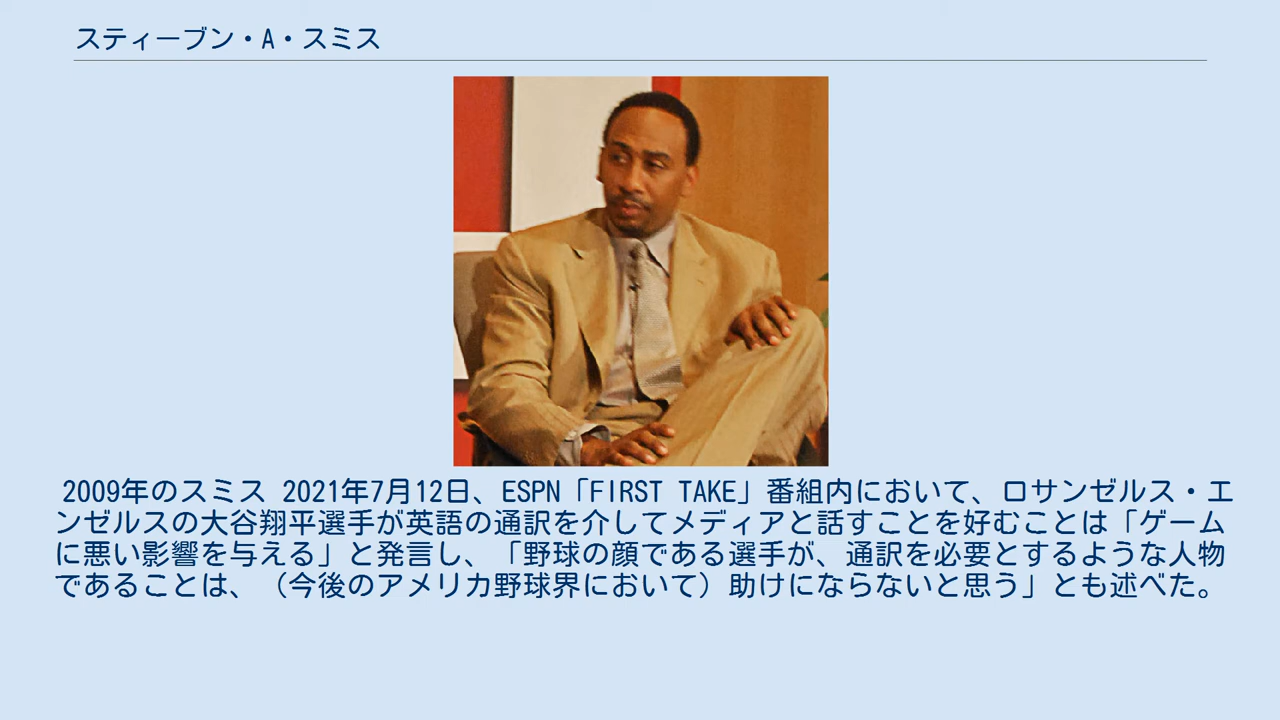 スティーブン・A・スミス
2009年のスミス 2021年7月12日、ESPN「FIRST TAKE」番組内において、ロサンゼルス・エ
ンゼルスの大谷翔平選手が英語の通訳を介してメディアと話すことを好むことは「ゲーム
に悪い影響を与える」と発言し、「野球の顔である選手が、通訳を必要とするような人物
であることは、（今後のアメリカ野球界において）助けにならないと思う」とも述べた。